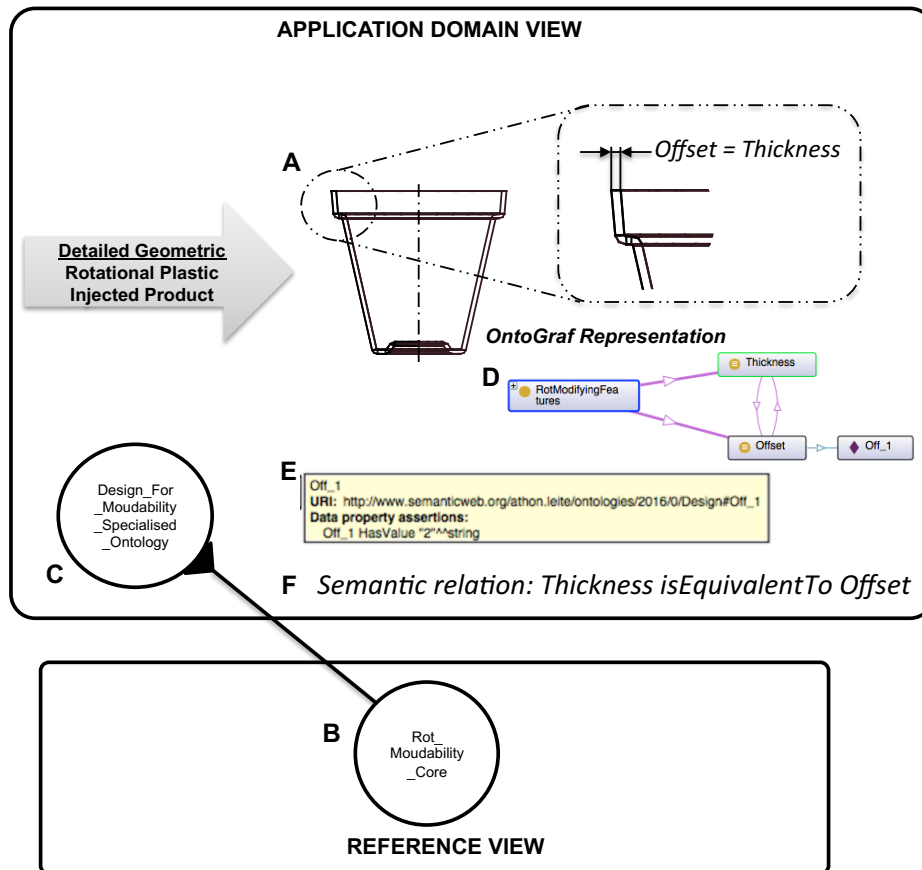 APPLICATION DOMAIN VIEW
A
Offset = Thickness
Detailed Geometric
Rotational Plastic
Injected Product
OntoGraf Representation
D
Thickness
RotModifyingFea
tures
Offset
Off_1
E
Off_1
URI: http://www.semanticweb.org/athon.leite/ontologies/2016/0/Design#Off_1
Data property assertions:
Off_1 HasValue "2"^^string
Design_For
_Moudability
_Specialised
_Ontology
C
F Semantic relation: Thickness isEquivalentTo Offset
B
Rot_
Moudability
_Core
REFERENCE VIEW